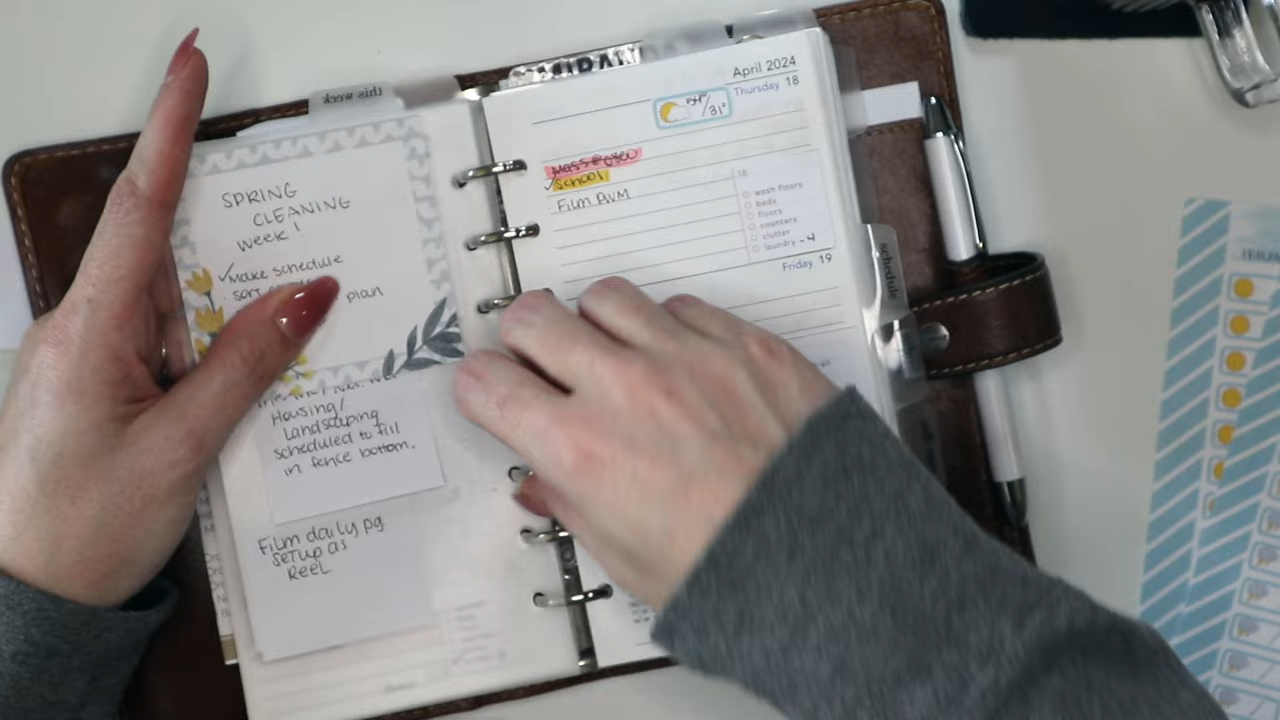 this week
SPRING
CLEANING
week!
✓Make schedule
plan
Housing/
Landscaping
scheduled to fill
in fence bottom.
Film daily pg
setup as
Reel
April 2024
Thursday 18
/31°
✓School
Film PWM
18
wash floors
beds
floors
counters
clutter
laundry - 4
Friday 19
schedule